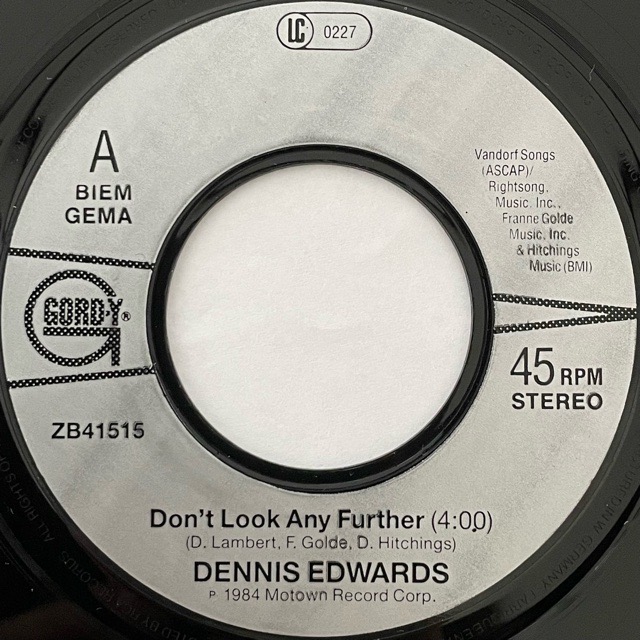 LC 0227
A
BIEM
GEMA
Vandorf Songs
(ASCAP)/
Rightsong,
Music, Inc.,
Franne Golde
Music, Inc.
& Hitchings
Music (BMI)
GORDY®
ZB41515
45 RPM
STEREO
Don't Look Any Further (4:00)
(D. Lambert, F. Golde, D. Hitchings)
DENNIS EDWARDS
℗ 1984 Motown Record Corp.